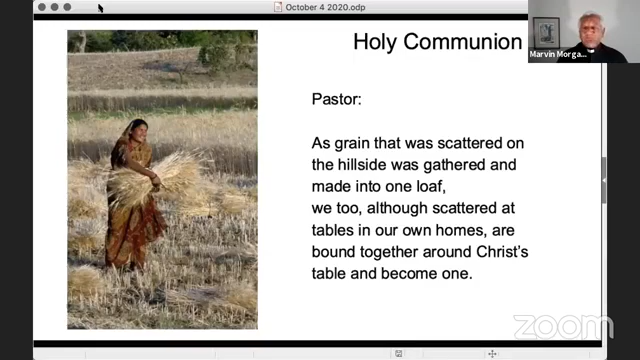 October 4 2020.odp
Holy Communion
Marvin Morga...
Pastor:
As grain that was scattered on
the hillside was gathered and
made into one loaf,
we too, although scattered at
tables in our own homes, are
bound together around Christ's
table and become one.
zoom